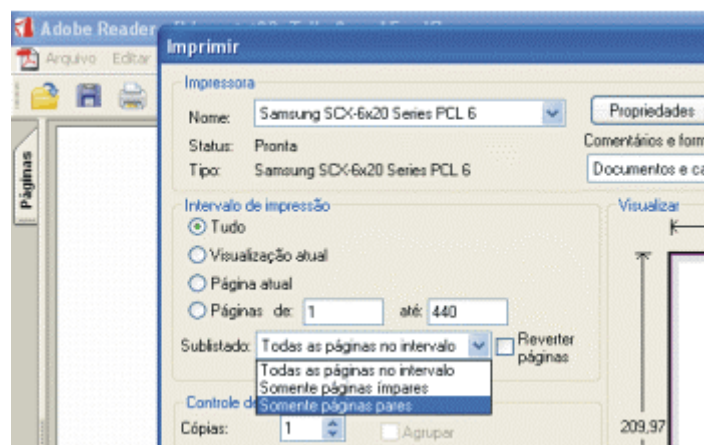 Adobe Reader
Arquivo Editar
Páginas
Imprimir
Impressora
Nome: Samsung SCX-6x20 Series PCL 6 Propriedades
Status: Pronta
Comentários e form
Tipo: Samsung SCX-6x20 Series PCL 6 Documentos e ca
Intervalo de impressão
Visualizar
Tudo
Visualização atual
Página atual
Páginas de: 1 até: 440
Sublistado: Todas as páginas no intervalo Reverter
páginas
Todas as páginas no intervalo
Somente páginas ímpares
Somente páginas pares
Controle d
Cópias: 1 Agrupar
209,97